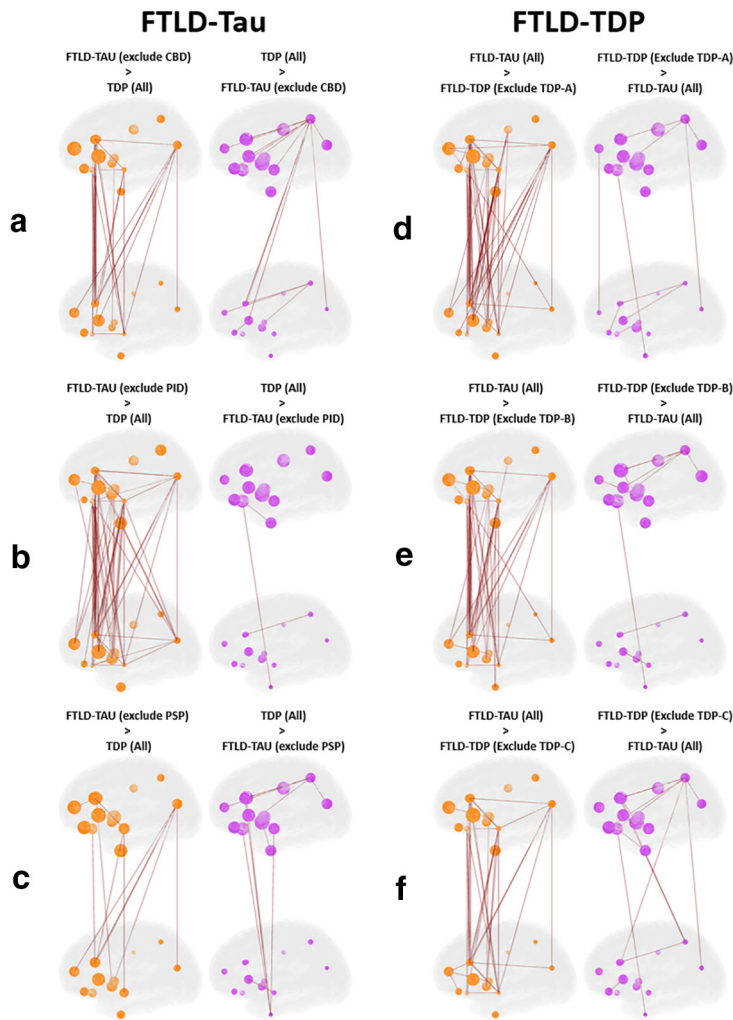 FTLD-Tau
FTLD-TDP
FTLD-TAU (exclude CBD)
>
TDP (All)
TDP (All)
>
FTLD-TAU (exclude CBD)
FTLD-TAU (All)
>
FTLD-TDP (Exclude TDP-A)
FTLD-TDP (Exclude TDP-A)
>
FTLD-TAU (All)
a
d
FTLD-TAU (exclude PID)
>
TDP (All)
TDP (All)
>
FTLD-TAU (exclude PID)
FTLD-TAU (All)
>
FTLD-TDP (Exclude TDP-B)
FTLD-TDP (Exclude TDP-B)
>
FTLD-TAU (All)
b
e
FTLD-TAU (exclude PSP)
>
TDP (All)
TDP (All)
>
FTLD-TAU (exclude PSP)
FTLD-TAU (All)
>
FTLD-TDP (Exclude TDP-C)
FTLD-TDP (Exclude TDP-C)
>
FTLD-TAU (All)
c
f